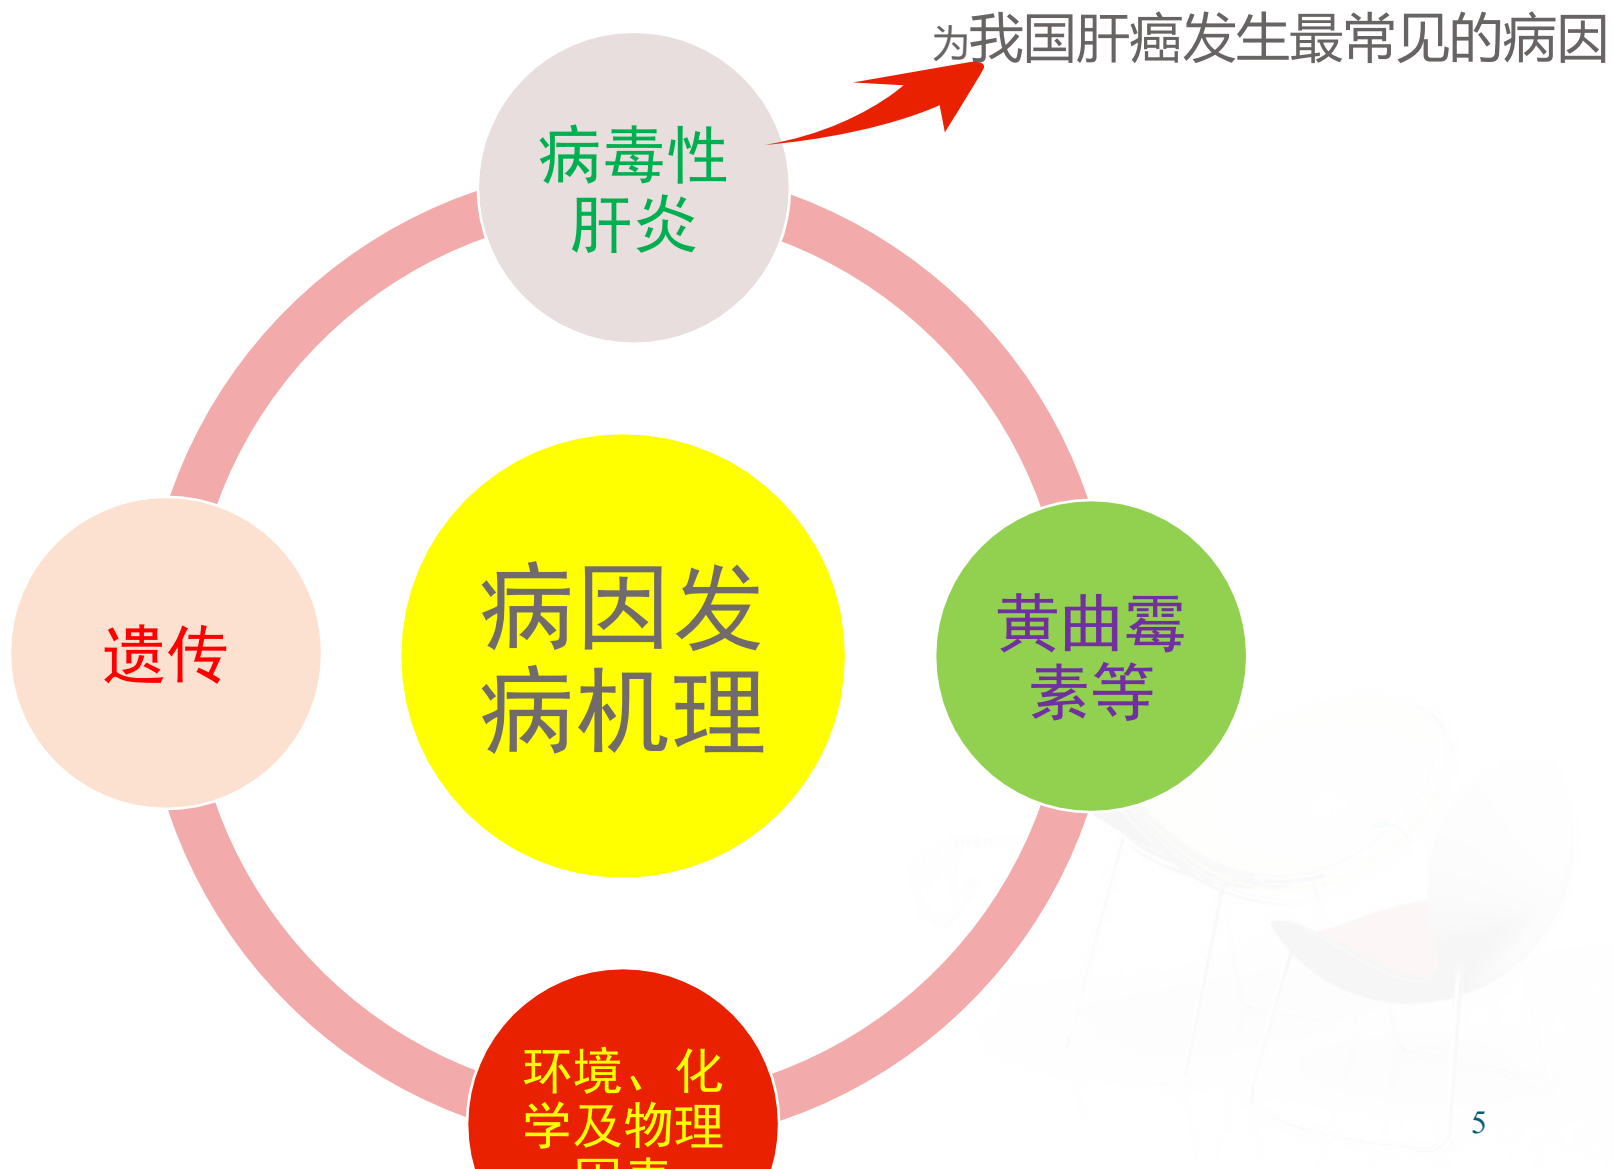 为我国肝癌发生最常见的病因
病毒性
肝炎
遗传
病因发
病机理
黄曲霉
素等
环境、化
学及物理
5